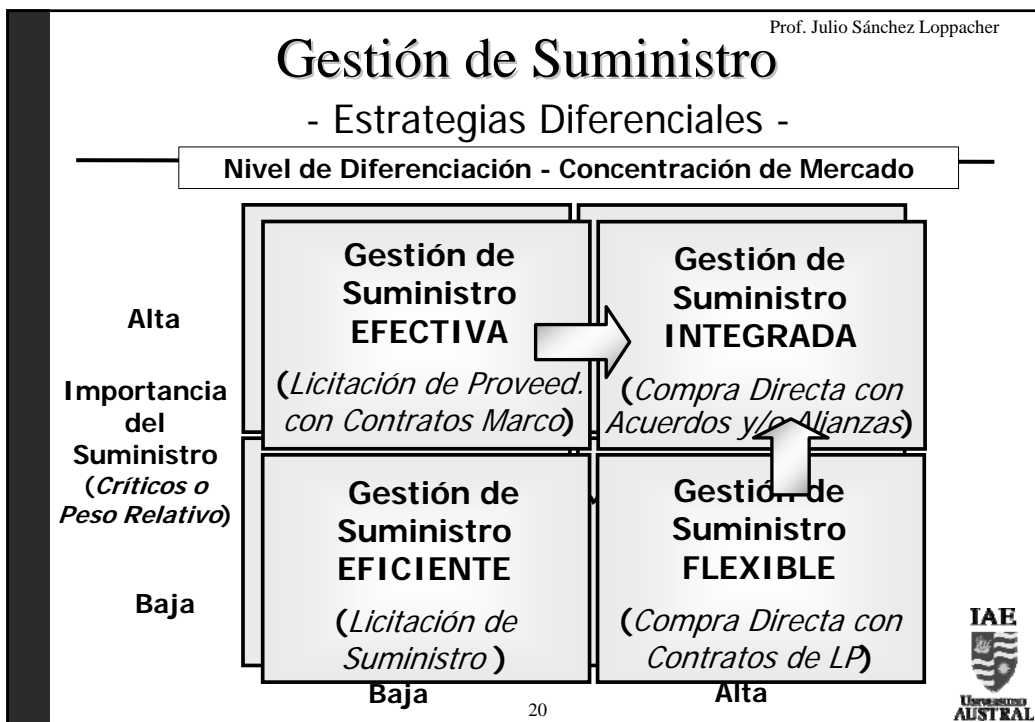 Prof. Julio Sánchez Loppacher
Gestión de Suministro
- Estrategias Diferenciales -
Nivel de Diferenciación - Concentración de Mercado
Alta
Importancia
del
Suministro
(Críticos o
Peso Relativo)
Baja
Gestión de
Suministro
EFECTIVA
(Licitación de Proveed.
con Contratos Marco)
Gestión de
Suministro
INTEGRADA
(Compra Directa con
Acuerdos y/o Alianzas)
Gestión de
Suministro
EFICIENTE
(Licitación de
Suministro )
Gestión de
Suministro
FLEXIBLE
(Compra Directa con
Contratos de LP)
Baja
Alta
20
IAE
AUSTRAL